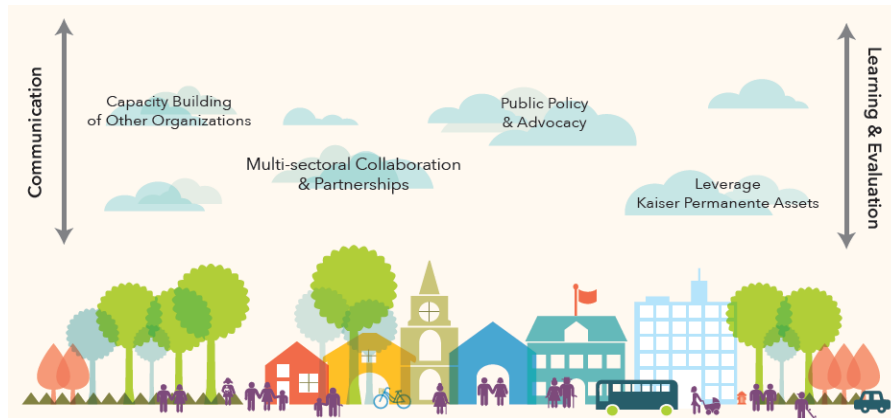 Communication
Capacity Building
of Other Organizations
Multi-sectoral Collaboration
& Partnerships
Public Policy
& Advocacy
Leverage
Kaiser Permanente Assets
Learning & Evaluation